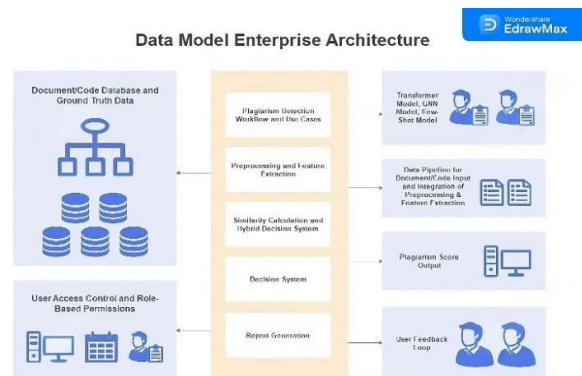 Wondershare
EdrawMax
Data Model Enterprise Architecture
Document/Code Database and
Ground Truth Data
User Access Control and Role-
Based Permissions
Plagiarism Detection
Workflow and Use Cases
Preprocessing and Feature
Extraction
Similarity Calculation and
Hybrid Decision System
Decision System
Report Generation
Transformer
Model, GNN
Model, Few-
Shot Model
Data Pipeline for
Document/Code Input
and Integration of
Preprocessing &
Feature Extraction
Plagiarism Score
Output
User Feedback
Loop